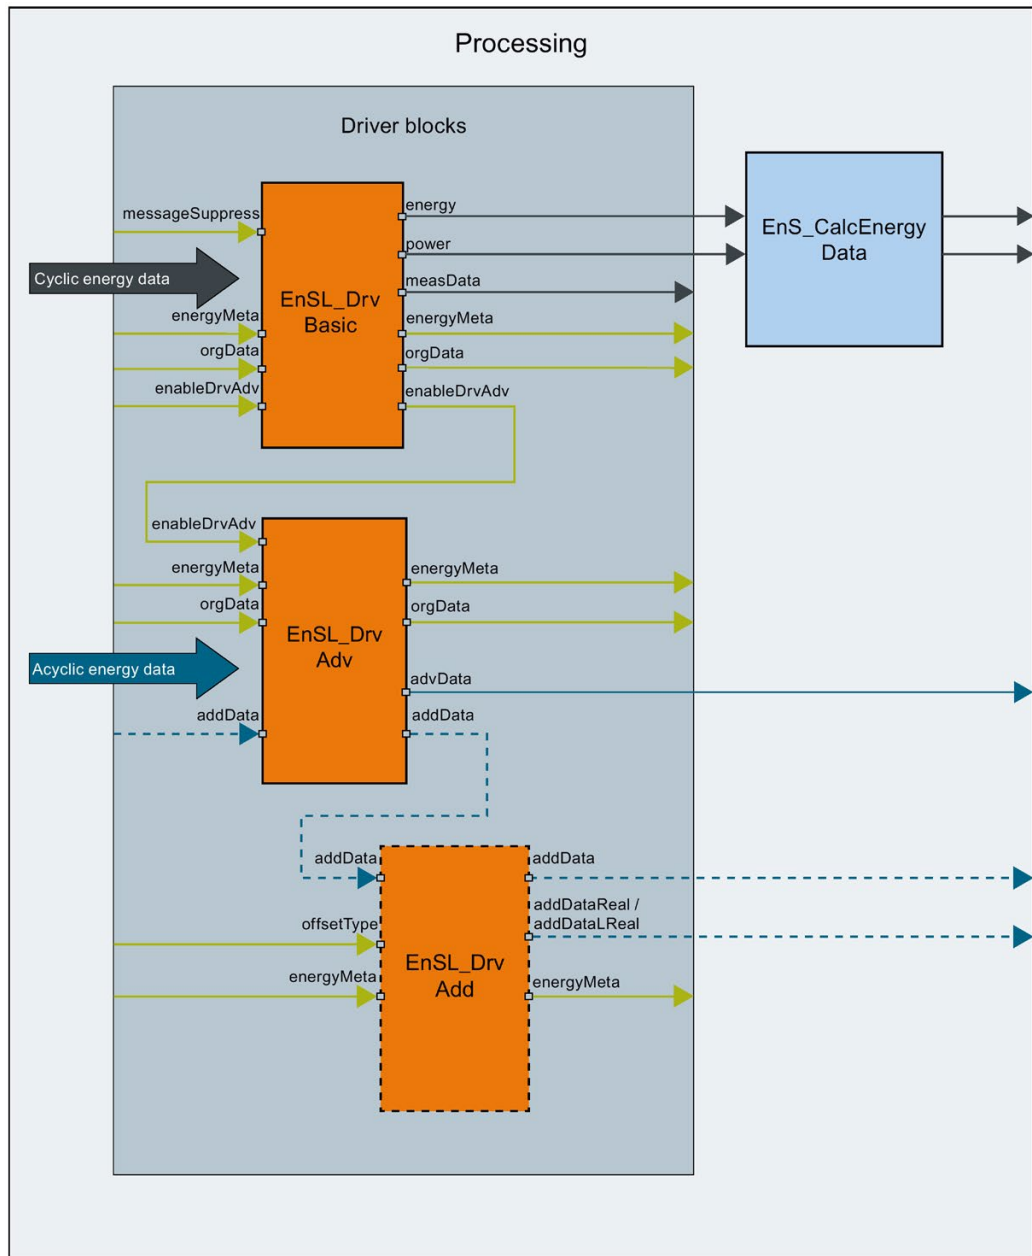 Processing
Driver blocks
messageSuppress
energy
power
measData
Cyclic energy data
EnSL_Drv
Basic
EnS_CalcEnergy
Data
energyMeta
energyMeta
orgData
orgData
enableDrvAdv
enableDrvAdv
enableDrvAdv
energyMeta
energyMeta
orgData
orgData
EnSL_Drv
Adv
Acyclic energy data
advData
addData
addData
addData
addData
addDataReal /
addDataLReal
offsetType
EnSL_Drv
Add
energyMeta
energyMeta